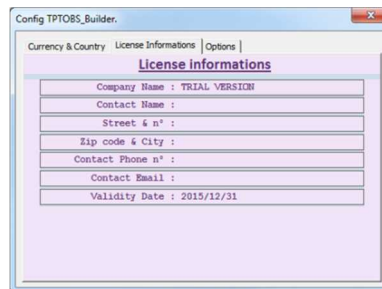 Config TPTOBS_Builder.
Currency & Country License Informations Options
License informations
Company Name : TRIAL VERSION
Contact Name :
Street & n° :
Zip code & City :
Contact Phone n° :
Contact Email :
Validity Date : 2015/12/31